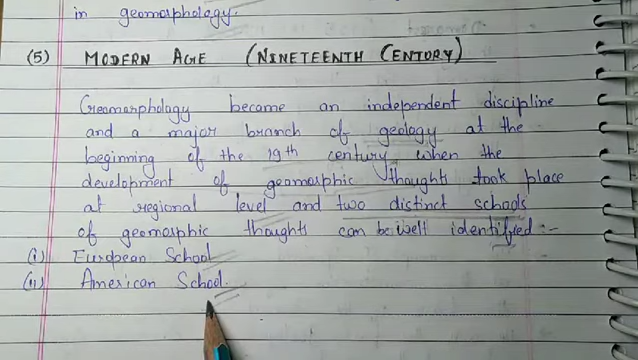 in geomorphology.
(5) MODERN AGE (NINETEENTH CENTORY)
Geomorphology became an independent discipline
and a major branch of geology at the
beginning of the 19th century when the
development of geomorphic thoughts took place
at regional level and two distinct schools
of geomorphic thoughts can be well identified :-
(i) European School
(ii) American School.